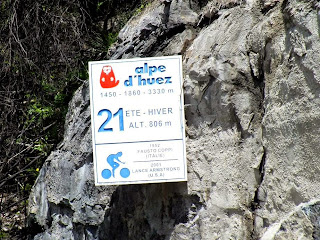 alpe
d'huez
1450 - 1860 - 3330 m
21
ETE - HIVER
ALT. 806 m
1952
FAUSTO COPPI
(ITALIE)
2001
LANCE ARMSTRONG
(U.S.A)